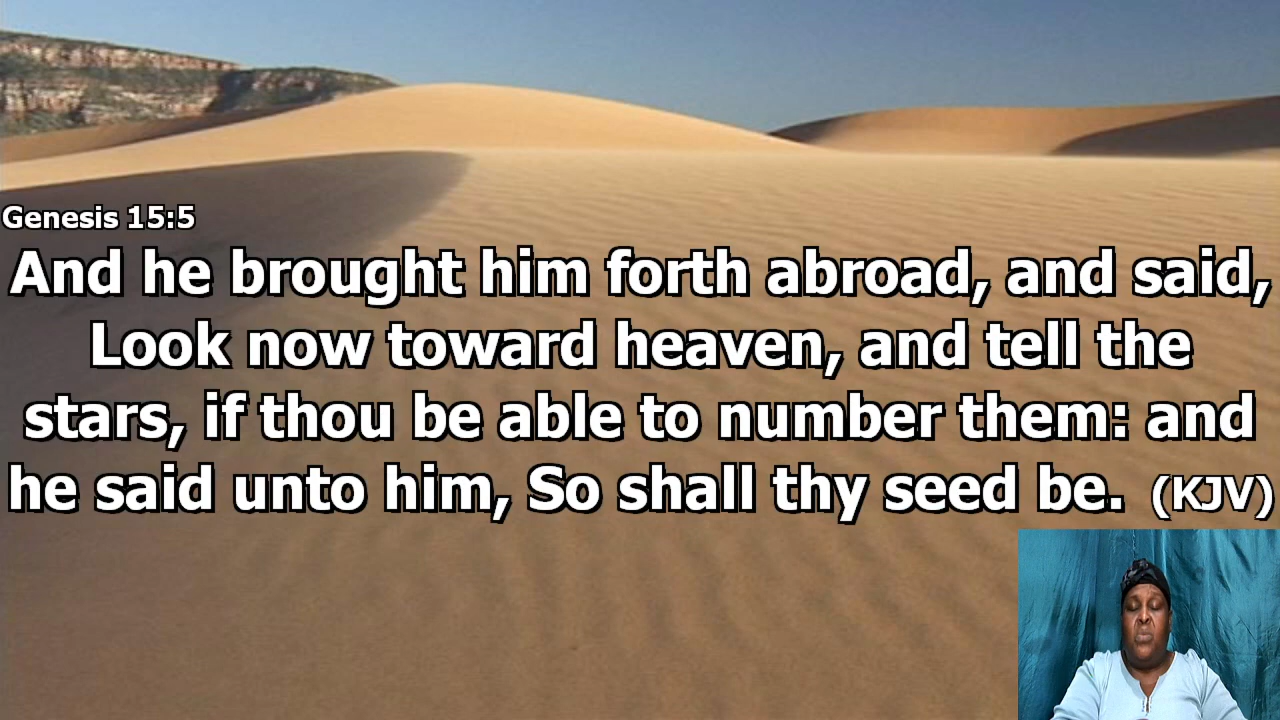 Genesis 15:5
And he brought him forth abroad, and said,
Look now toward heaven, and tell the
stars, if thou be able to number them: and
he said unto him, So shall thy seed be. (KJV)